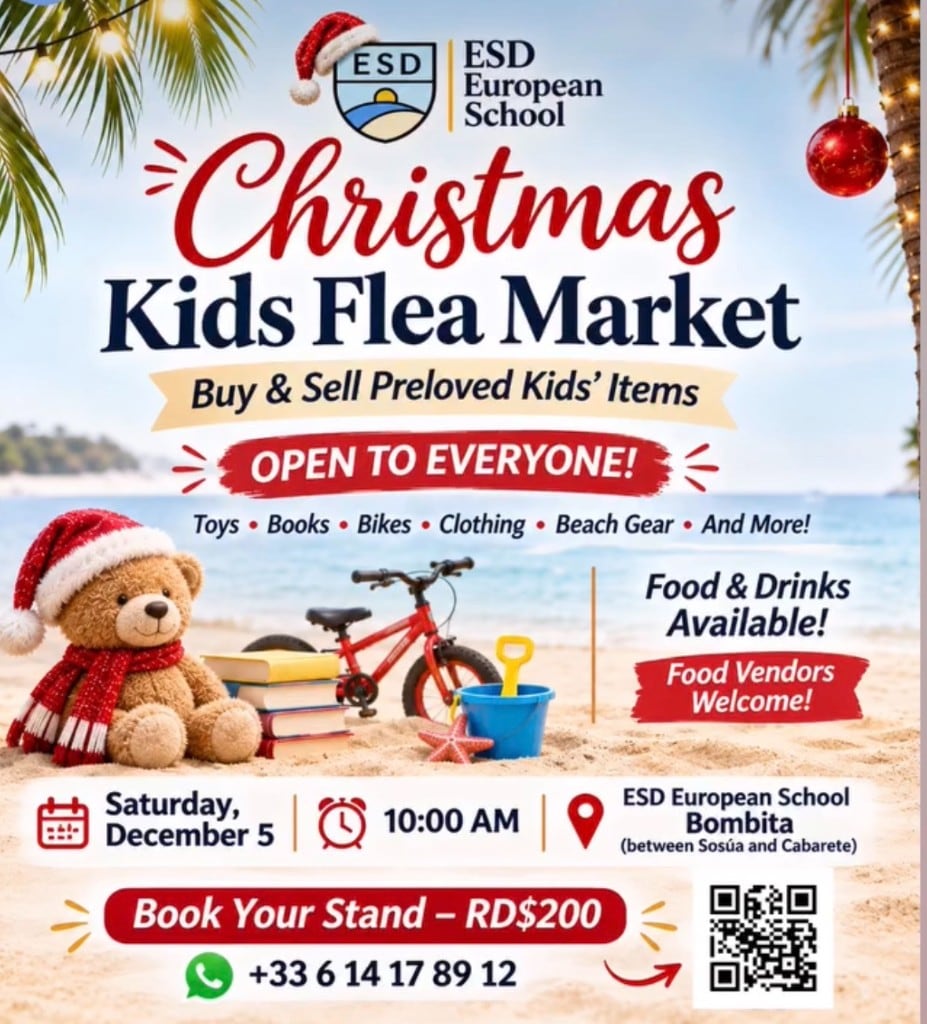 ESD
ESD
European
School
Christmas
Kids Flea Market
Buy & Sell Preloved Kids' Items
OPEN TO EVERYONE!
Toys • Books • Bikes • Clothing • Beach Gear • And More!
Food & Drinks
Available!
Food Vendors
Welcome!
Saturday,
December 5
10:00 AM
ESD European School
Bombita
(between Sosúa and Cabarete)
Book Your Stand – RD$200
+33 6 14 17 89 12